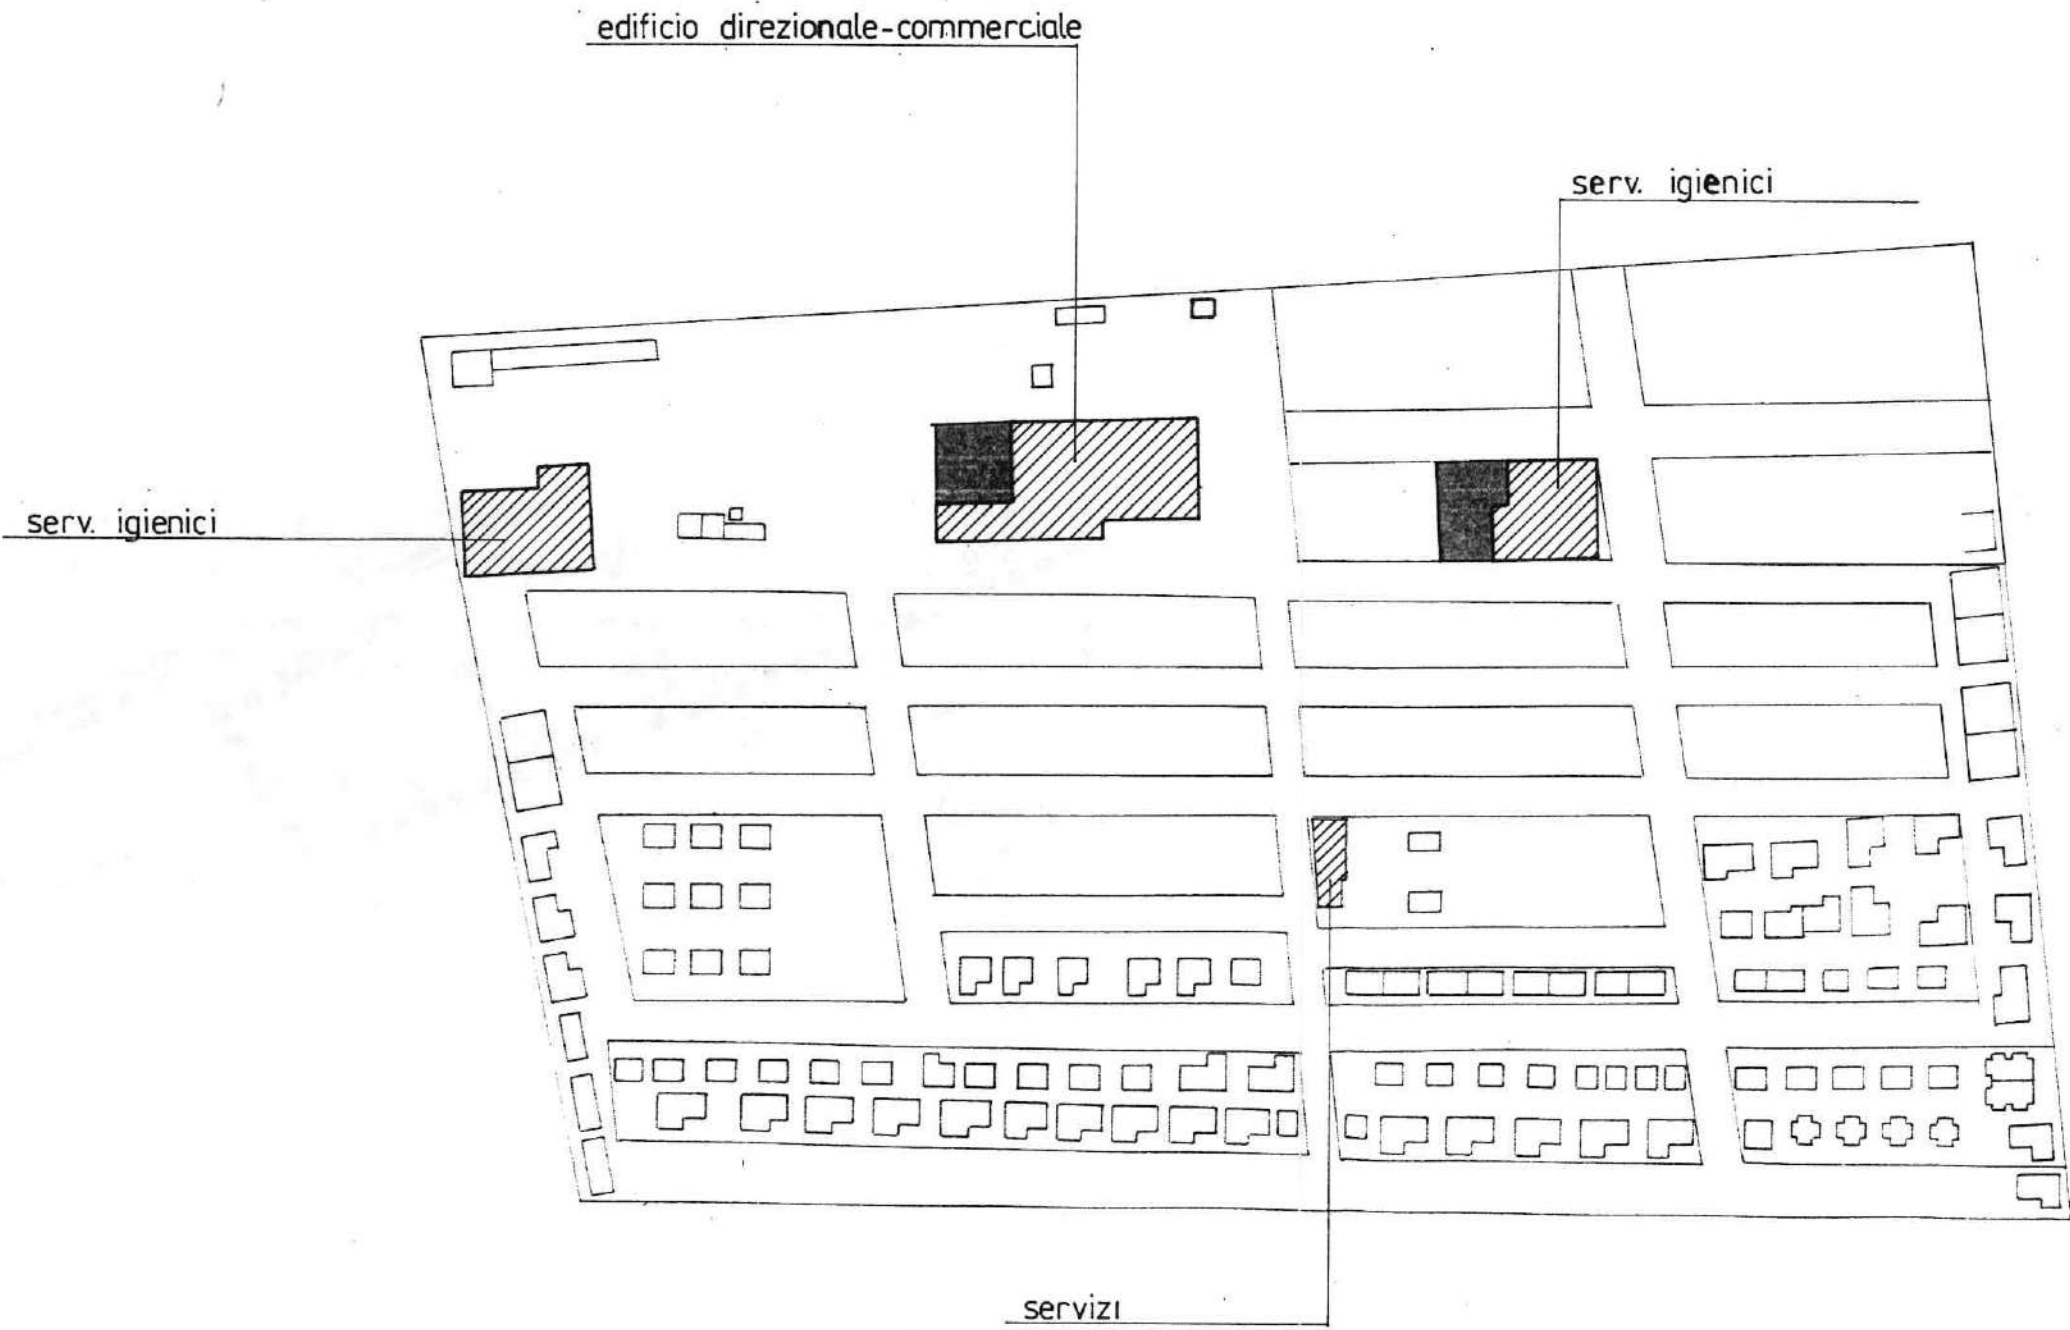 edificio direzionale-commerciale
serv. igienici
serv. igienici
servizi